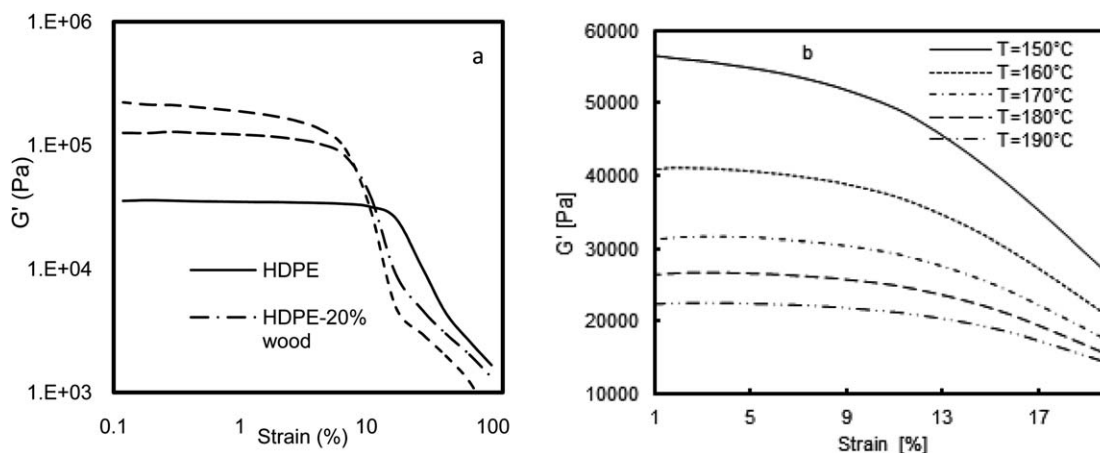 a
G' (Pa)
1.E+06
1.E+05
1.E+04
1.E+03
HDPE
HDPE-20%
wood
0.1
1
10
100
Strain (%)
b
G' [Pa]
60000
50000
40000
30000
20000
10000
T=150°C
T=160°C
T=170°C
T=180°C
T=190°C
1
5
9
13
17
Strain [%]